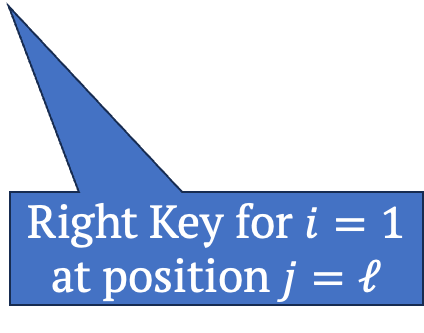 Right Key for i = 1
at position j = ℓ